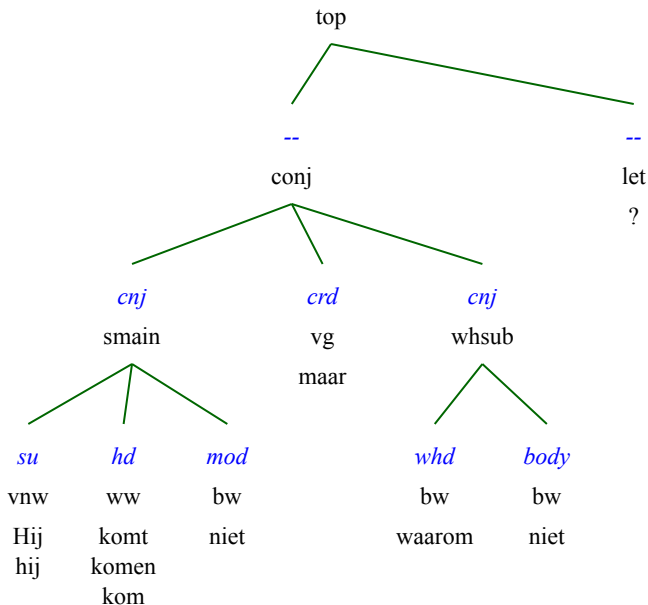 top
-- --
conj let
?
cnj crd cnj
smain vg whsub
maar
su hd mod whd body
vnw ww bw bw bw
Hij komt niet waarom niet
hij komen
kom